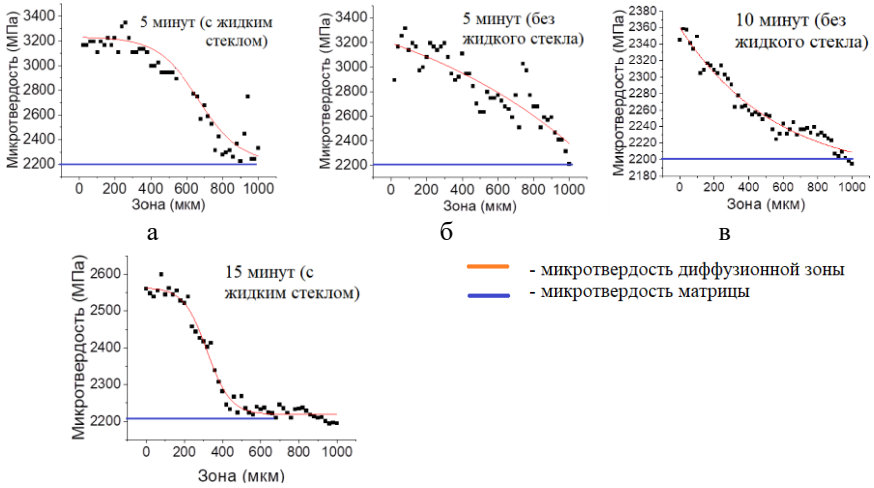 5 минут (с жидким
стеклом)
Микротвердость (МПа)
3400
3200
3000
2800
2600
2400
2200
0 200 400 600 800 1000
Зона (мкм)
а
5 минут (без
жидкого стекла)
Микротвердость (МПа)
3400
3200
3000
2800
2600
2400
2200
0 200 400 600 800 1000
Зона (мкм)
б
10 минут (без
жидкого стекла)
Микротвердость (МПа)
2380
2360
2340
2320
2300
2280
2260
2240
2220
2200
2180
0 200 400 600 800 1000
Зона (мкм)
в
15 минут (с
жидким стеклом)
Микротвердость (МПа)
2600
2500
2400
2300
2200
0 200 400 600 800 1000
Зона (мкм)
- микротвердость диффузионной зоны
- микротвердость матрицы